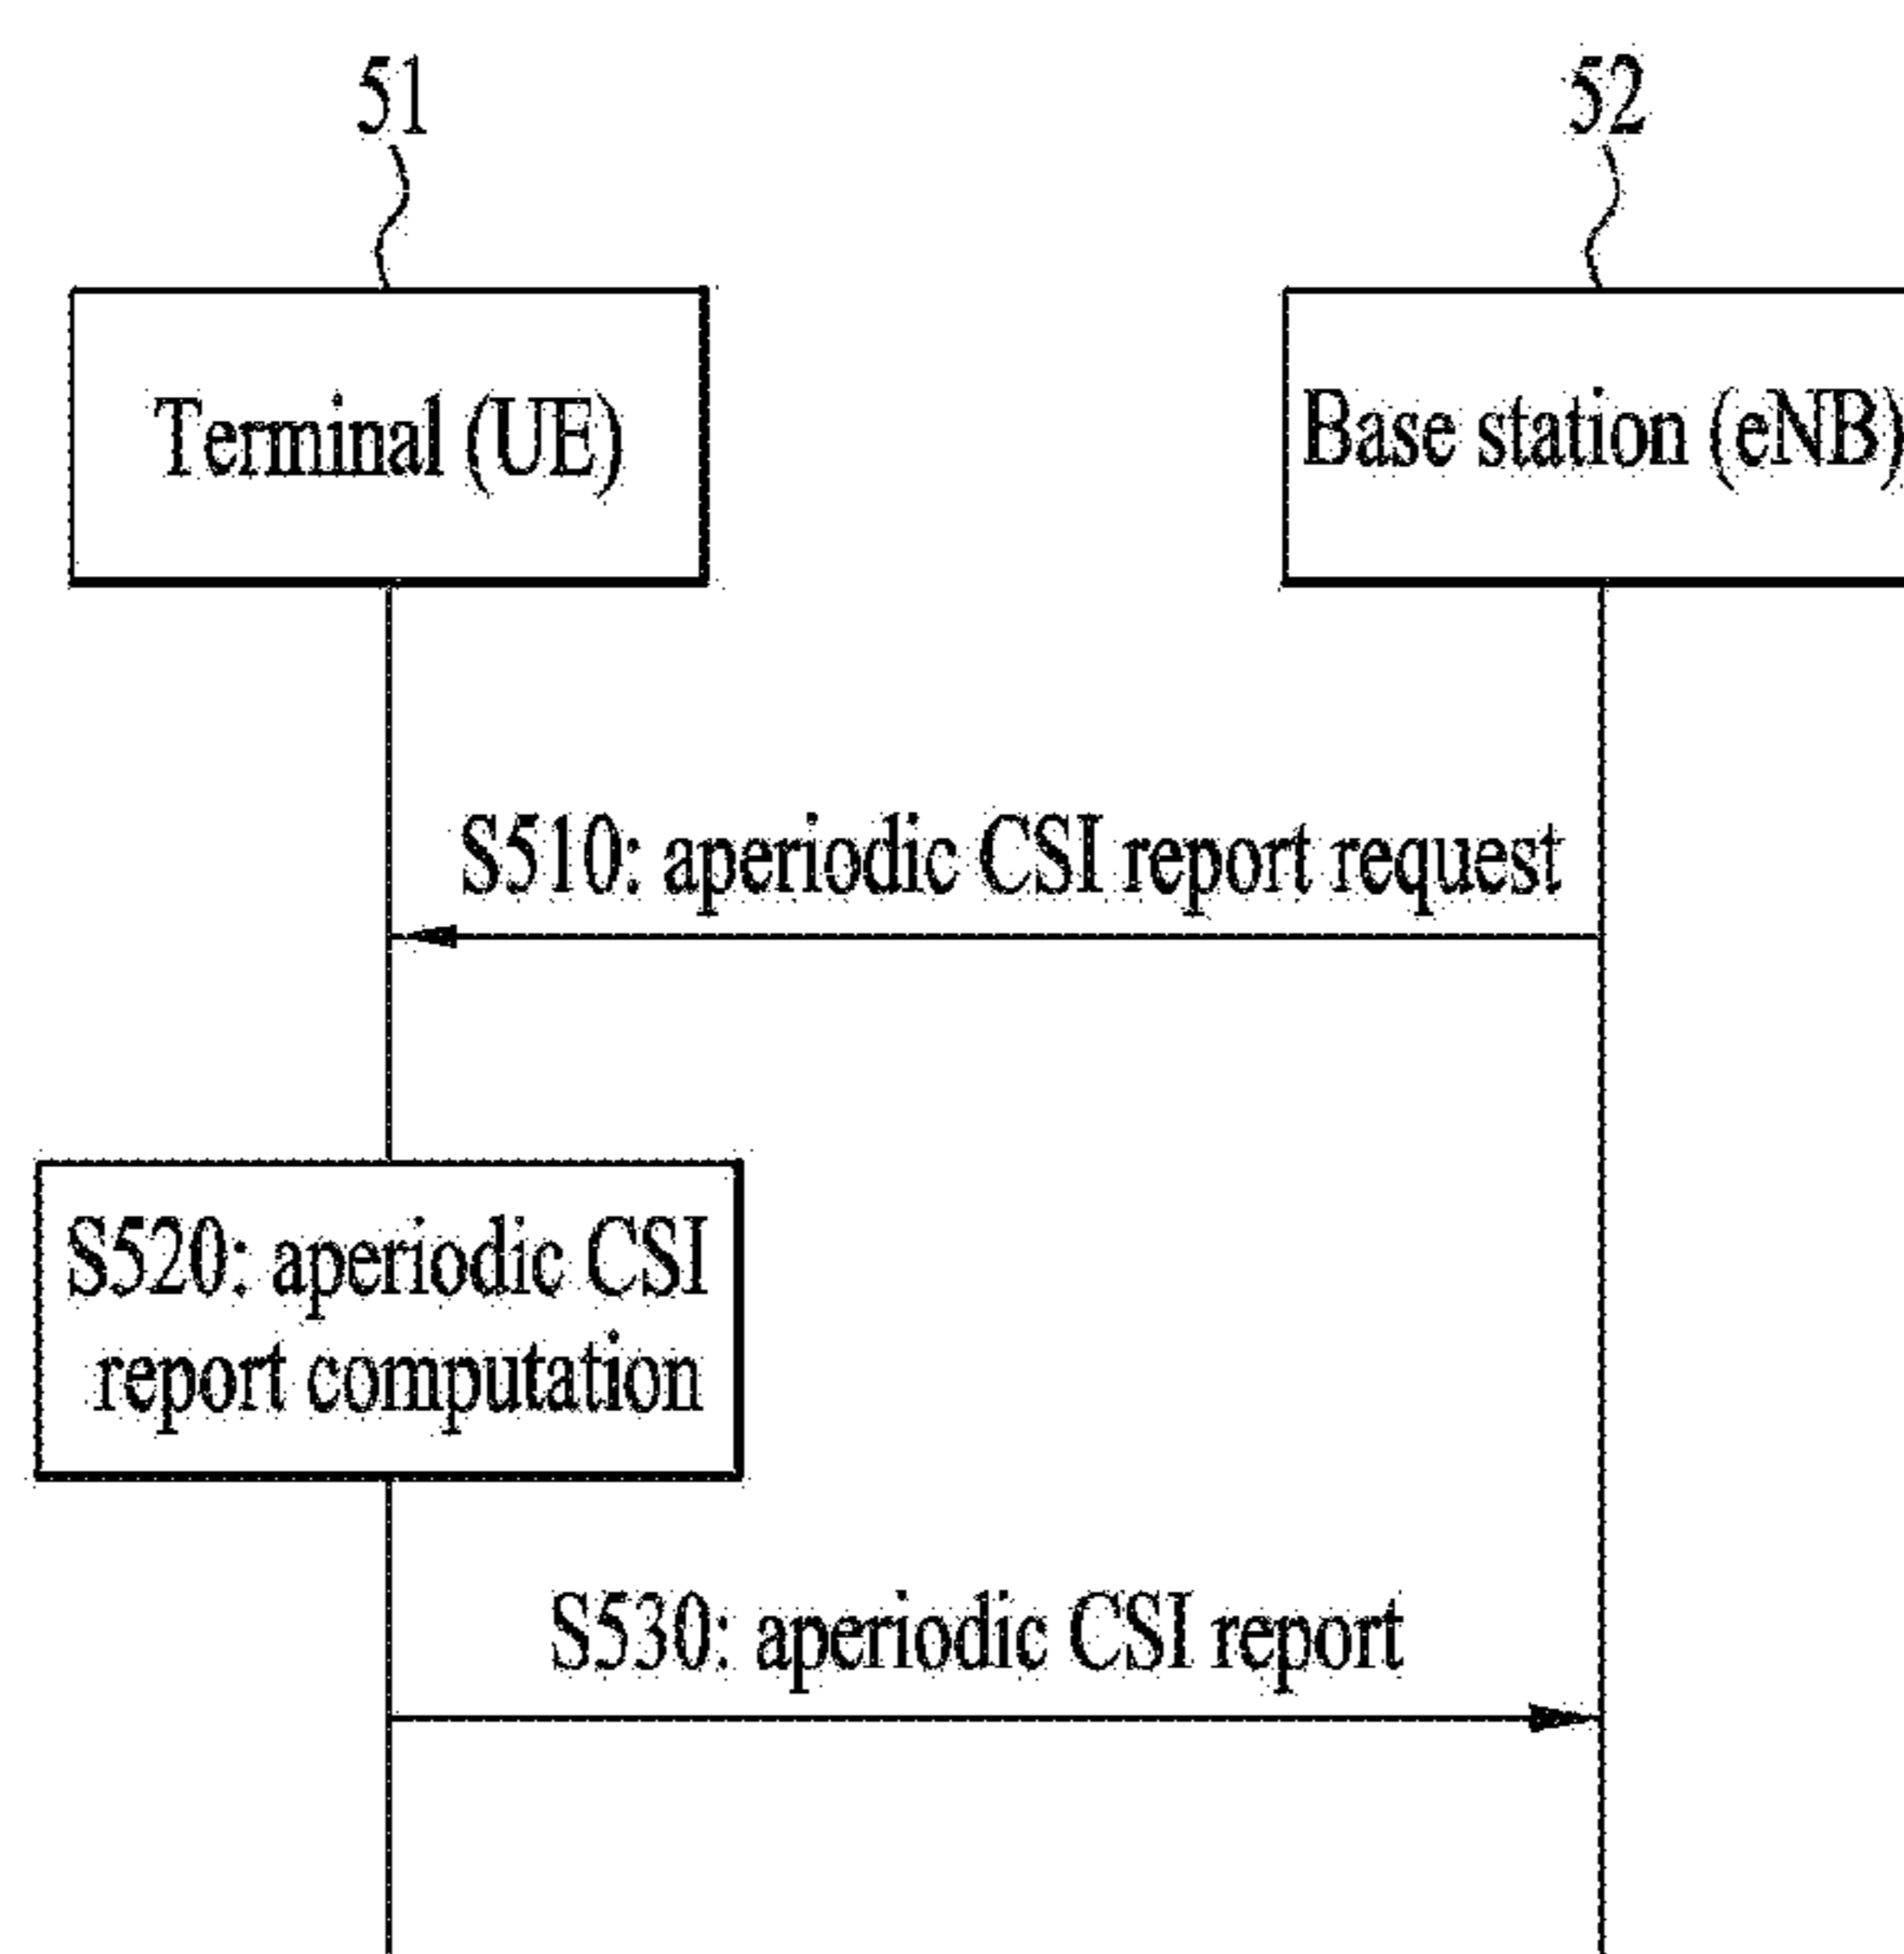 51
52
Terminal (UE)
Base station (eNB)
S510: aperiodic CSI report request
S520: aperiodic CSI
report computation
S530: aperiodic CSI report